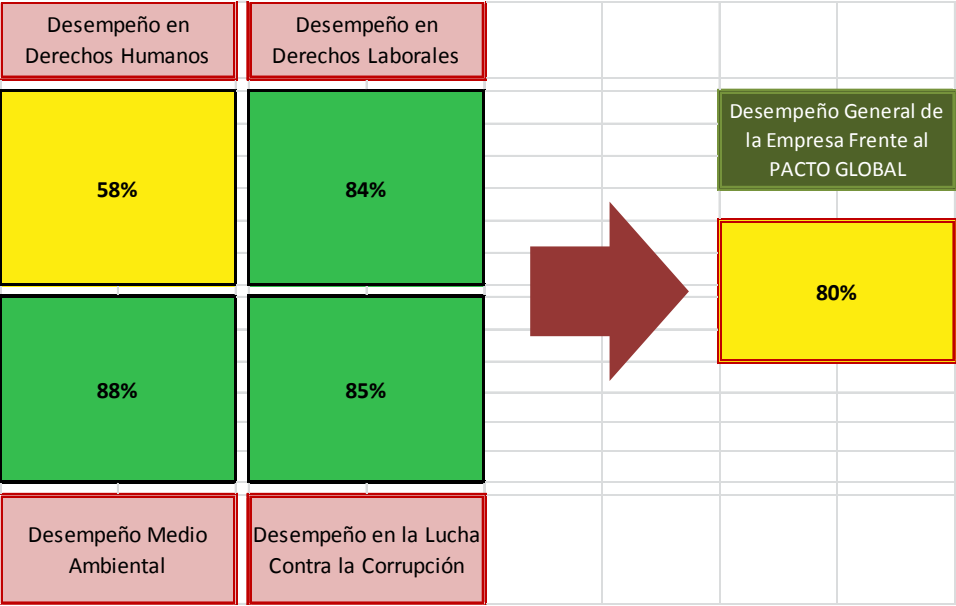 Desempeño en
Derechos Humanos
Desempeño en
Derechos Laborales
58%
84%
88%
85%
Desempeño Medio
Ambiental
Desempeño en la Lucha
Contra la Corrupción
Desempeño General de
la Empresa Frente al
PACTO GLOBAL
80%